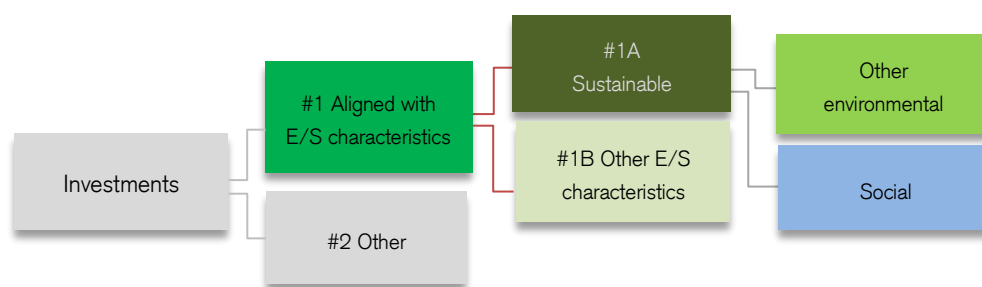 Investments
#1 Aligned with
E/S characteristics
#2 Other
#1A
Sustainable
#1B Other E/S
characteristics
Other
environmental
Social